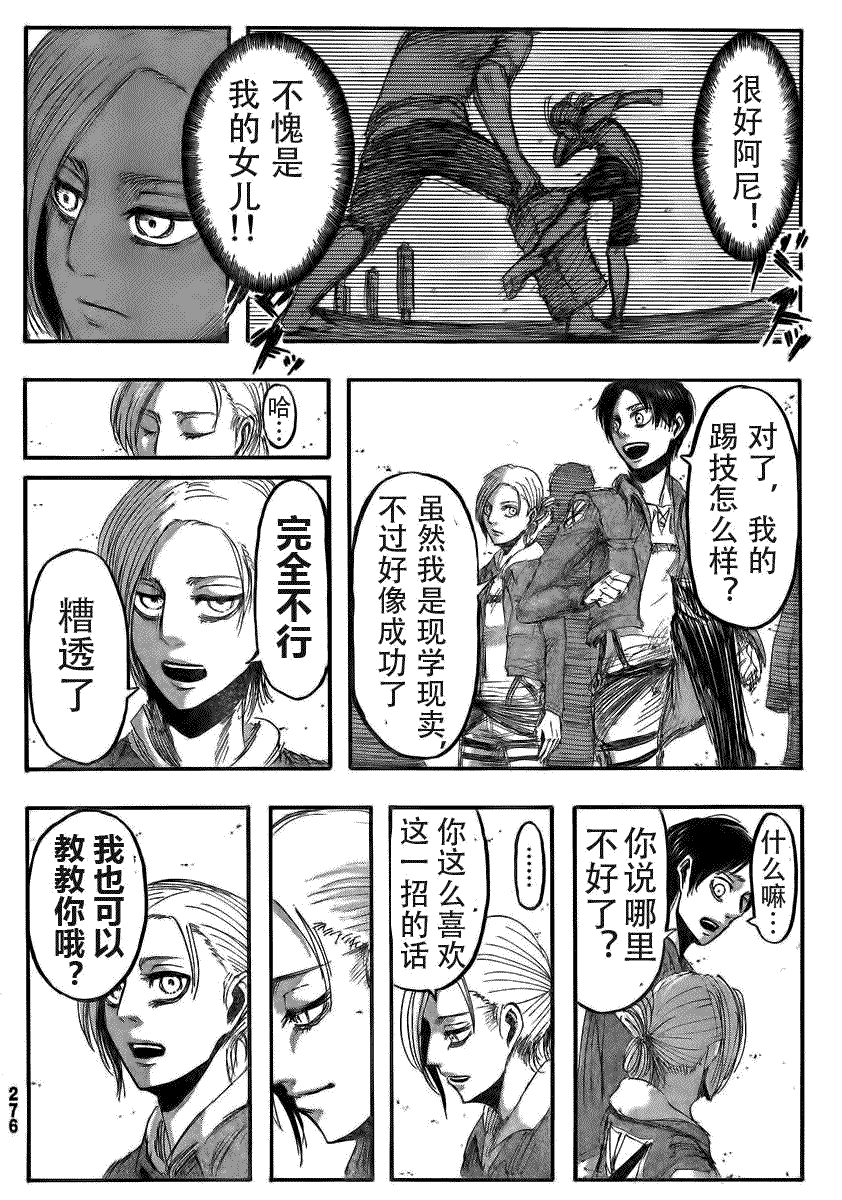 很好阿尼！
不愧是
我的女儿!!
对了，我的
踢技怎么样？
虽然我是现学现卖，
不过好像成功了
哈…
完全不行
糟透了
什么嘛…
你说哪里
不好了？
……
你这么喜欢
这一招的话
我也可以
教教你哦？
276